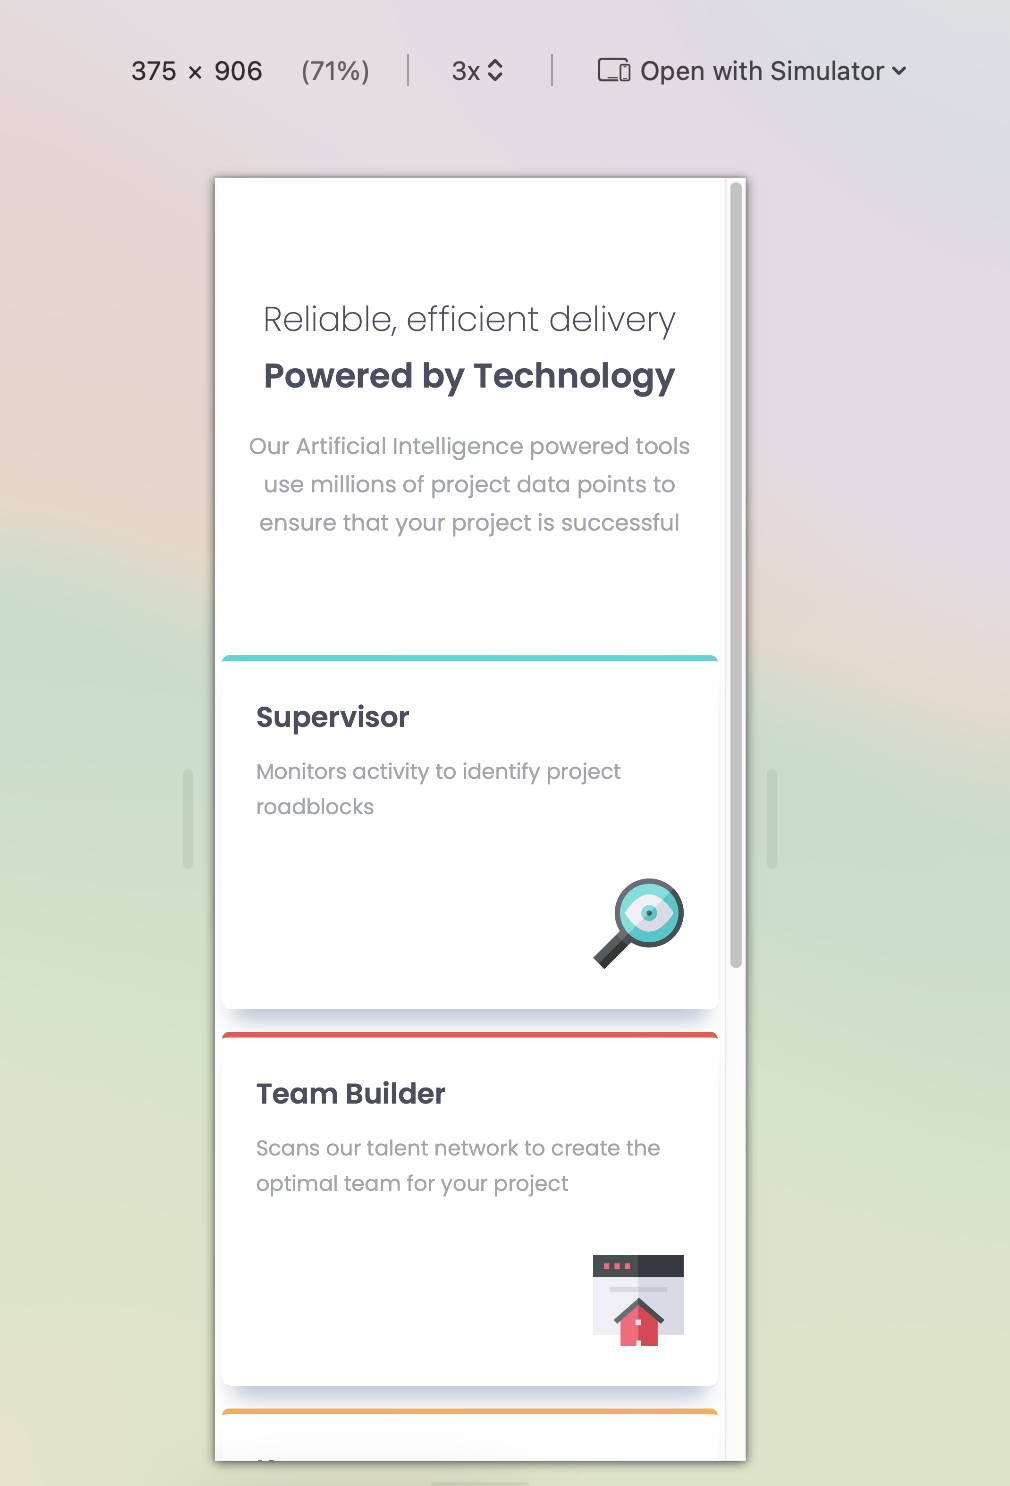 375 × 906 (71%) 3x Open with Simulator
Reliable, efficient delivery
Powered by Technology
Our Artificial Intelligence powered tools
use millions of project data points to
ensure that your project is successful
Supervisor
Monitors activity to identify project
roadblocks
Team Builder
Scans our talent network to create the
optimal team for your project